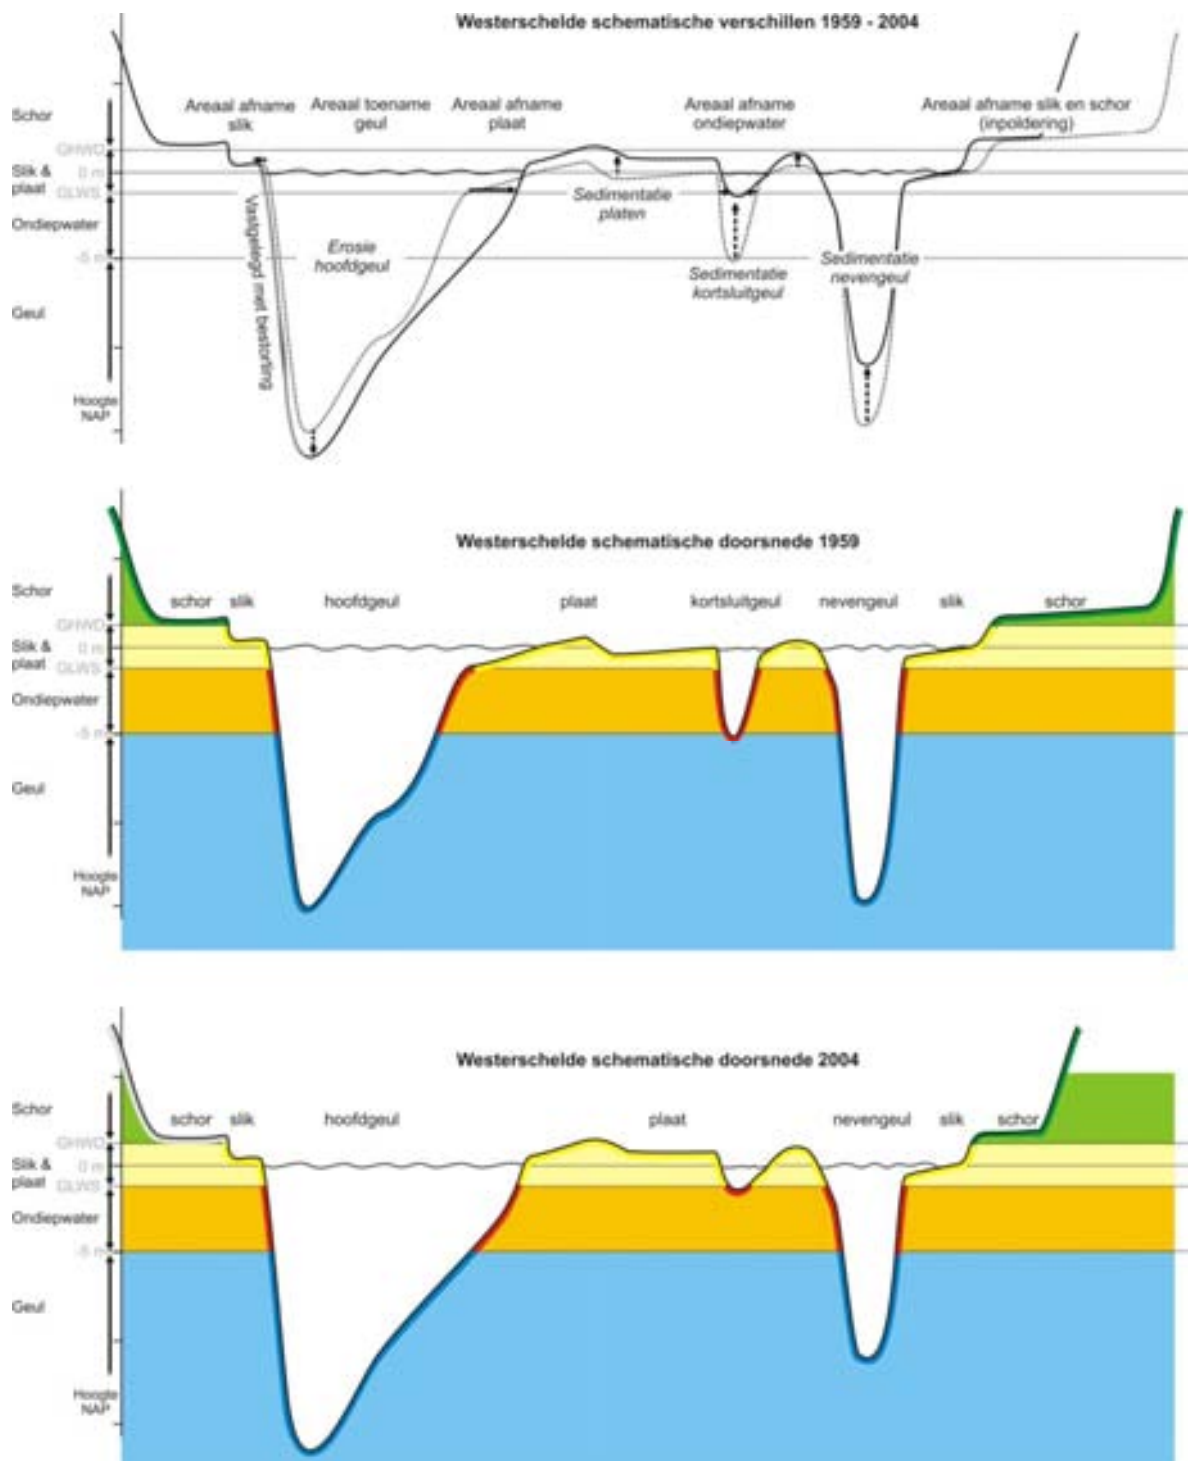 Westerschelde schematische verschillen 1959 - 2004
Areaal afname
slik
Areaal toename
geul
Areaal afname
plaat
Areaal afname
ondiepwater
Areaal afname slik en schor
(inpoldering)
Schor
GHWD
Slik &
plaat
0 m
GLWS
Ondiepwater
-5 m
Geul
Hoogte
NAP
Vastgelegd met bestorting
Erosie
hoofdgeul
Sedimentatie
platen
Sedimentatie
kortsluitgeul
Sedimentatie
nevengeul
Westerschelde schematische doorsnede 1959
Schor
schor slik hoofdgeul plaat kortsluitgeul nevengeul slik schor
GHWD
Slik &
plaat
0 m
GLWS
Ondiepwater
-5 m
Geul
Hoogte
NAP
Westerschelde schematische doorsnede 2004
Schor
schor slik hoofdgeul plaat nevengeul slik schor
GHWD
Slik &
plaat
0 m
GLWS
Ondiepwater
-5 m
Geul
Hoogte
NAP